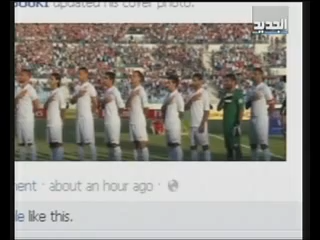 updated his cover photo.
الجديد
about an hour ago ·
like this.